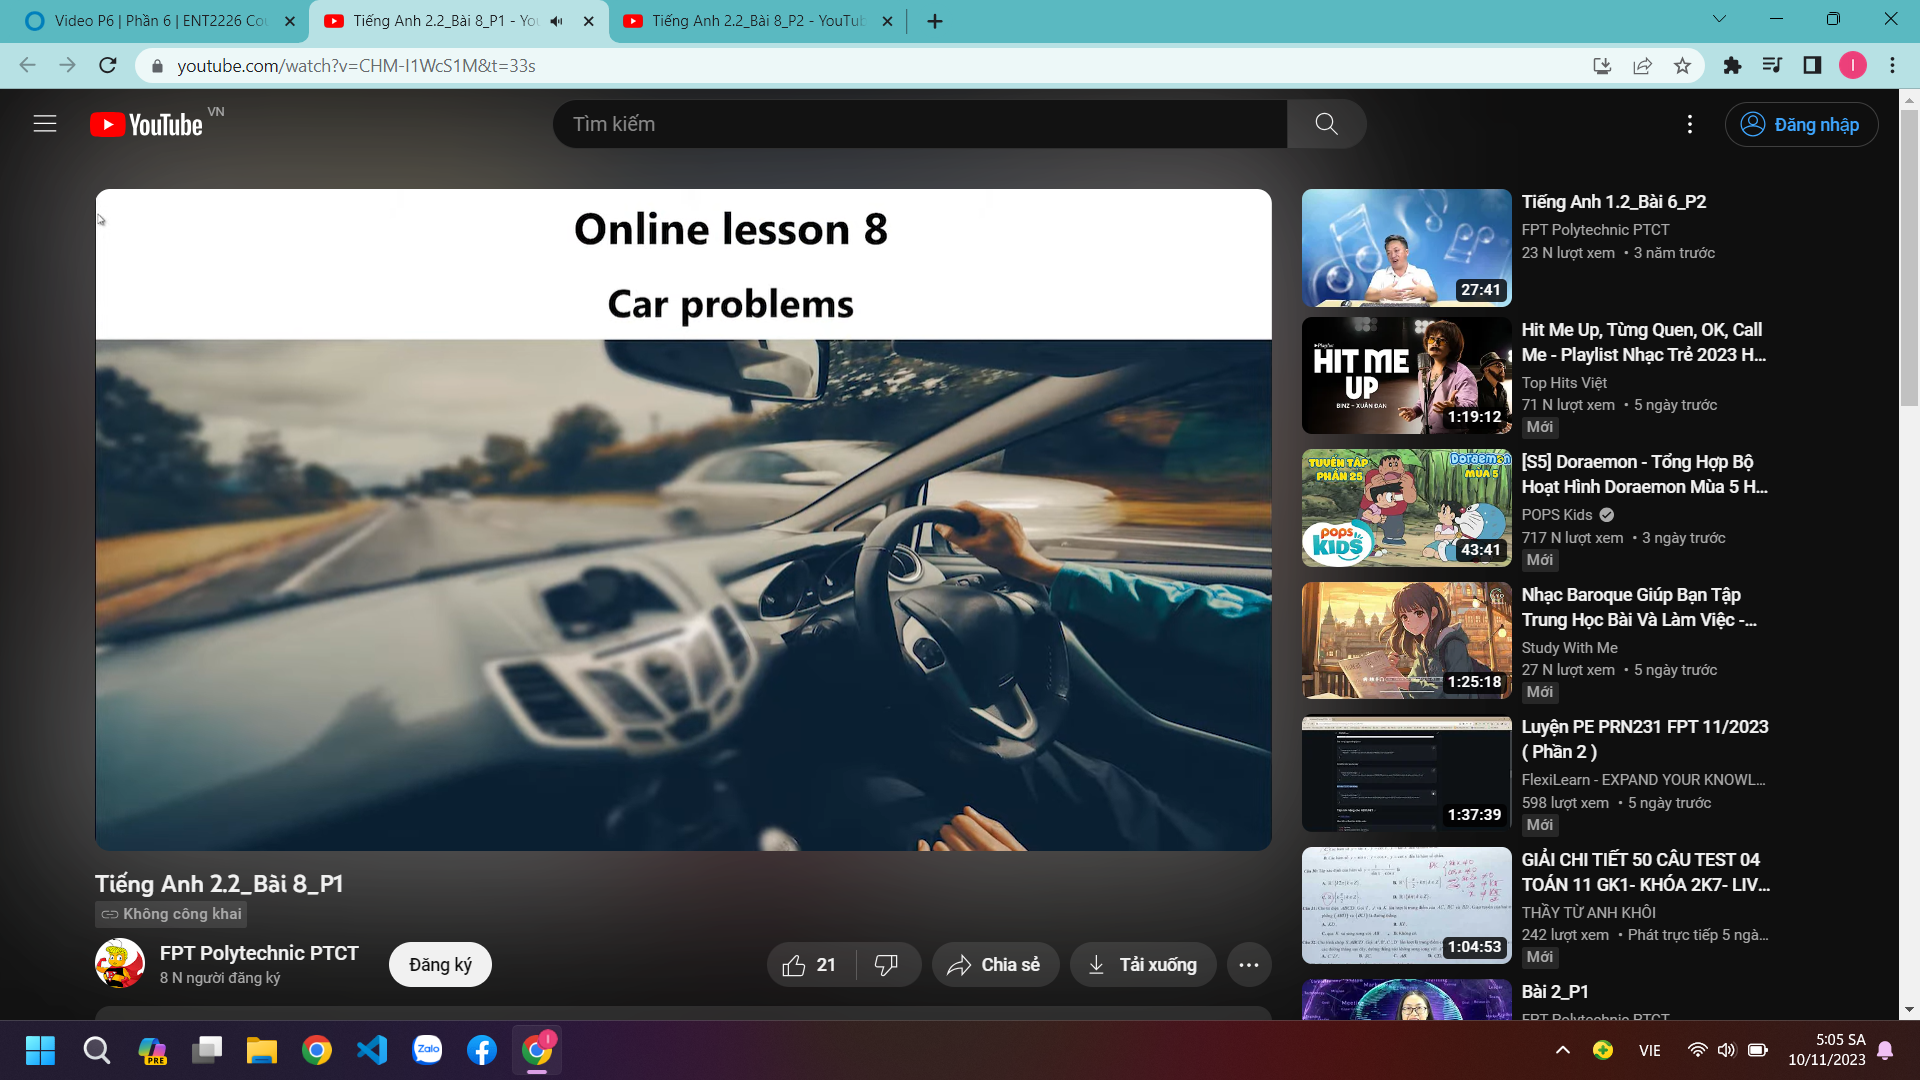 Video P6 | Phần 6 | ENT2226 Cou
Tiếng Anh 2.2_Bài 8_P1 - You
Tiếng Anh 2.2_Bài 8_P2 - YouTub
youtube.com/watch?v=CHM-I1WcS1M&t=33s
YouTube VN
Tìm kiếm
Đăng nhập
Online lesson 8
Car problems
Tiếng Anh 2.2_Bài 8_P1
Không công khai
FPT Polytechnic PTCT
8 N người đăng ký
Đăng ký
21
Chia sẻ
Tải xuống
27:41
Tiếng Anh 1.2_Bài 6_P2
FPT Polytechnic PTCT
23 N lượt xem • 3 năm trước
HIT ME
UP
BINZ - XUÂN ĐAN
1:19:12
Hit Me Up, Từng Quen, OK, Call
Me - Playlist Nhạc Trẻ 2023 H...
Top Hits Việt
71 N lượt xem • 5 ngày trước
Mới
TUYỂN TẬP
PHẦN 25
Doraemon
MÙA 5
POPS
KIDS
43:41
[S5] Doraemon - Tổng Hợp Bộ
Hoạt Hình Doraemon Mùa 5 H...
POPS Kids
717 N lượt xem • 3 ngày trước
Mới
1:25:18
Nhạc Baroque Giúp Bạn Tập
Trung Học Bài Và Làm Việc -...
Study With Me
27 N lượt xem • 5 ngày trước
Mới
1:37:39
Luyện PE PRN231 FPT 11/2023
( Phần 2 )
FlexiLearn - EXPAND YOUR KNOWL...
598 lượt xem • 5 ngày trước
Mới
1:04:53
GIẢI CHI TIẾT 50 CÂU TEST 04
TOÁN 11 GK1- KHÓA 2K7- LIV...
THẦY TỪ ANH KHÔI
242 lượt xem • Phát trực tiếp 5 ngà...
Mới
Bài 2_P1
FPT Polytechnic PTCT
PRE
Zalo
VIE
5:05 SA
10/11/2023